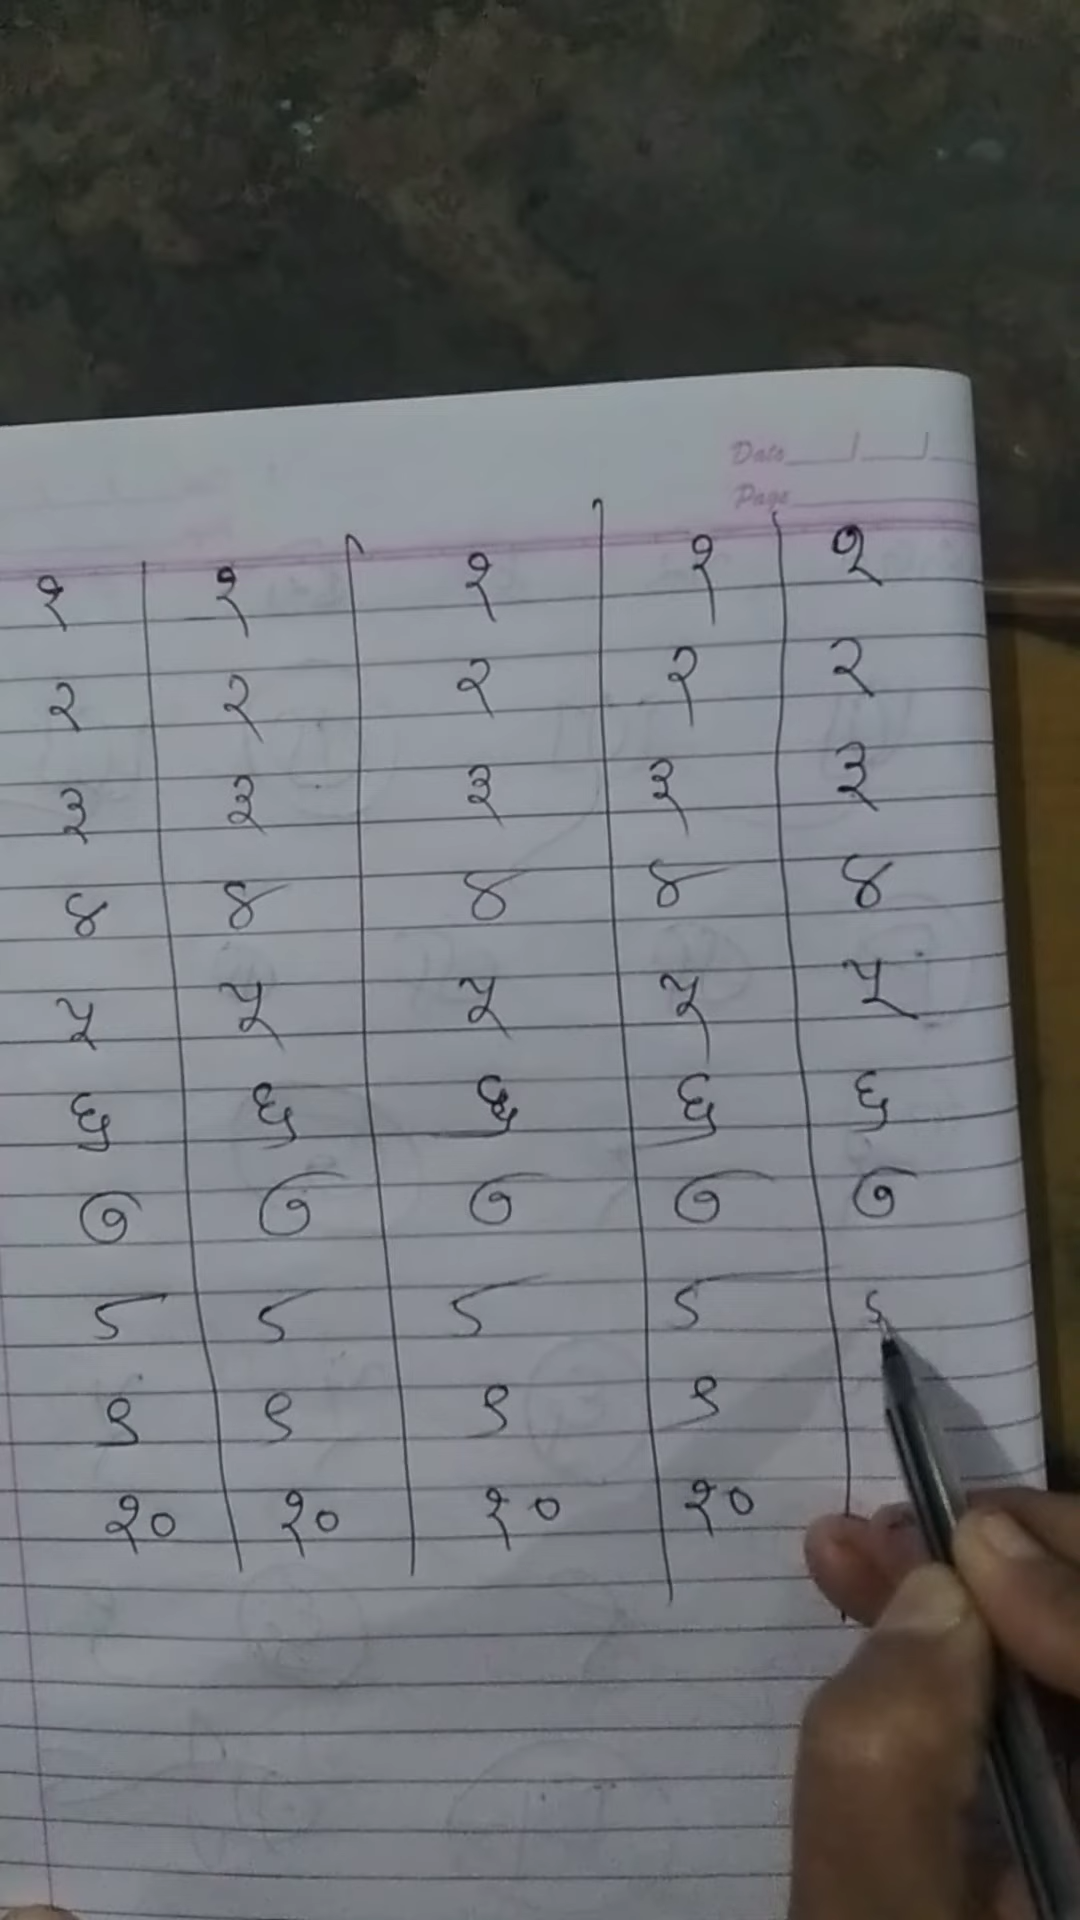 Date
Page
१ १ १ १ १
२ २ २ २ २
३ ३ ३ ३ ३
४ ४ ४ ४ ४
५ ५ ५ ५ ५
६ ६ ६ ६ ६
७ ७ ७ ७ ७
८ ८ ८ ८ ८
९ ९ ९ ९
१० १० १० १०